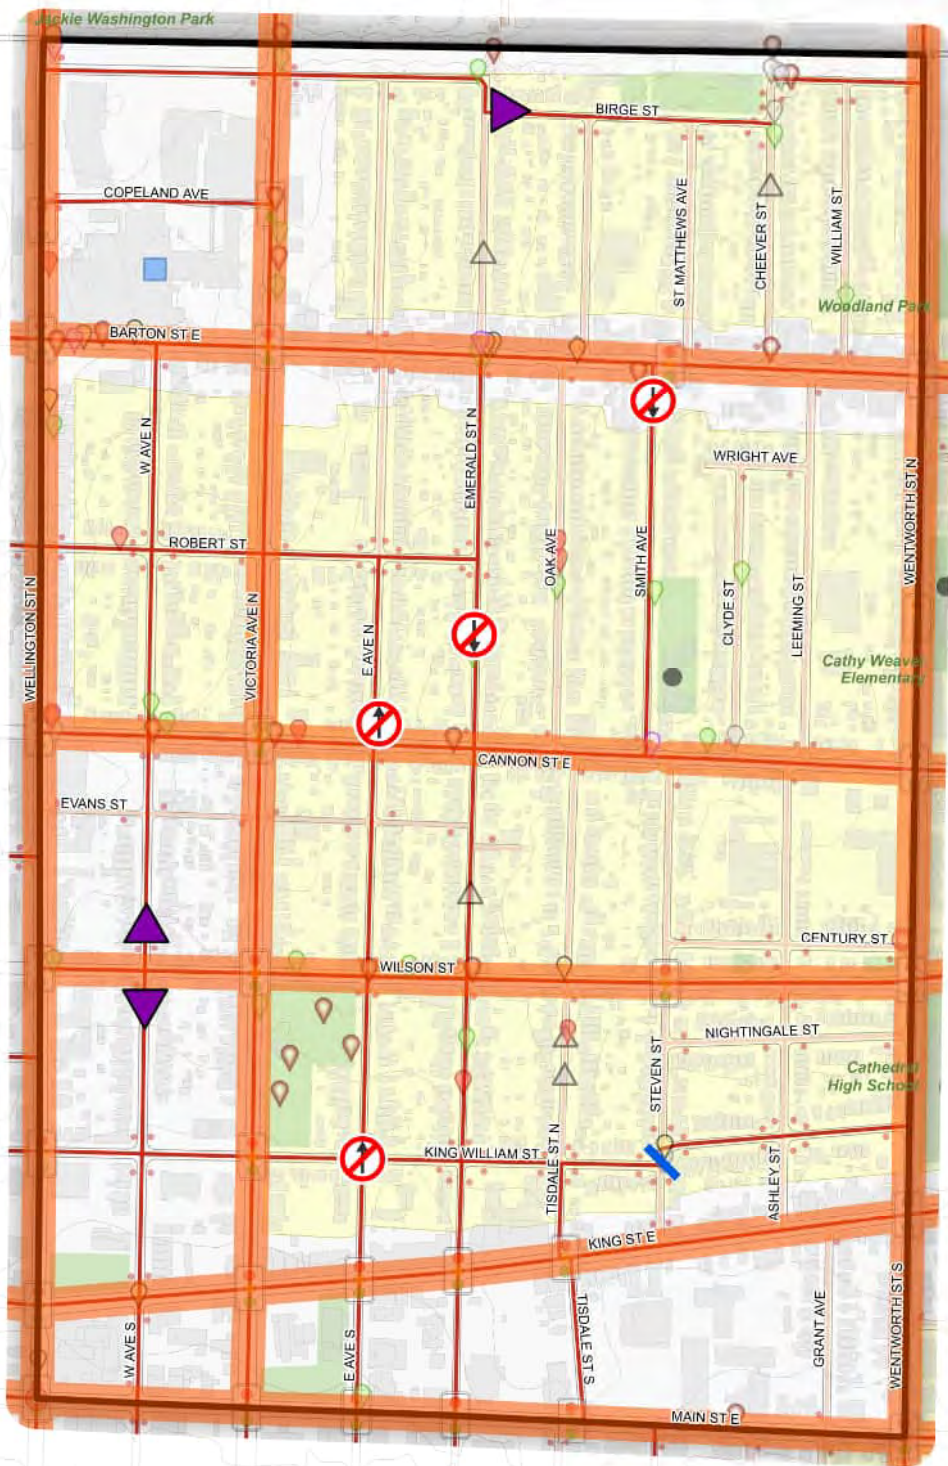 Jackie Washington Park
BIRGE ST
COPELAND AVE
ST MATTHEWS AVE
CHEEVER ST
WILLIAM ST
Woodland Park
BARTON ST E
W AVE N
EMERALD ST N
WRIGHT AVE
WENTWORTH ST N
ROBERT ST
OAK AVE
SMITH AVE
CLYDE ST
LEEMING ST
WELLINGTON ST N
VICTORIA AVE N
E AVE N
Cathy Weaver
Elementary
CANNON ST E
EVANS ST
CENTURY ST
WILSON ST
NIGHTINGALE ST
STEVEN ST
Cathedral
High School
KING WILLIAM ST
TISDALE ST N
ASHLEY ST
KING ST E
W AVE S
E AVE S
TISDALE ST S
GRANT AVE
WENTWORTH ST S
MAIN ST E